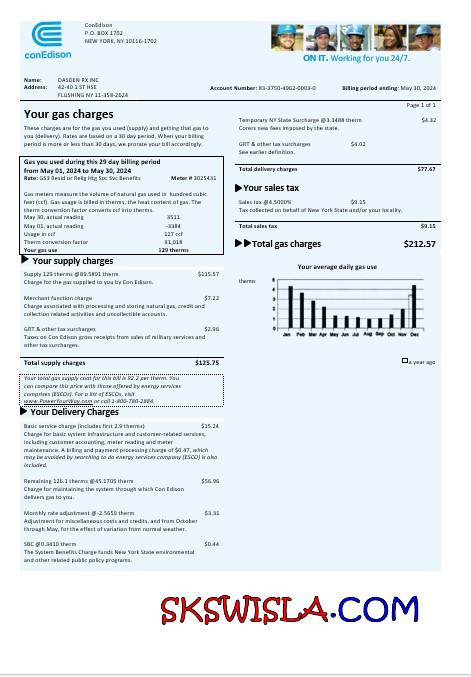 ConEdison
P.O. BOX 1702
NEW YORK, NY 10116-1702
conEdison
ON IT. Working for you 24/7.
Name: DASDEN RX INC
Address: 42-40 1 ST HSE
FLUSHING NY 11-358-2624
Account Number: 83-3750-4962-0003-0
Billing period ending: May 30, 2024
Page 1 of 1
Your gas charges
These charges are for the gas you used (supply) and getting that gas to
you (delivery). Rates are based on a 30 day period. When your billing
period is more or less than 30 days, we prorate your bill accordingly.
Gas you used during this 29 day billing period
from May 01, 2024 to May 30, 2024
Rate: GS3 Resid or Relig Htg Soc Svc Benefits Meter # 3025431
Gas meters measure the volume of natural gas used in hundred cubic
feet (ccf). Gas usage is billed in therms, the heat content of gas. The
therm conversion factor converts ccf into therms.
May 30, actual reading 3511
May 01, actual reading -3384
Usage in ccf 127 ccf
Therm conversion factor X1,018
Your gas use 129 therms
Your supply charges
Supply 129 therms @89.5891 therm $115.57
Charge for the gas supplied to you by Con Edison.
Merchant function charge $7.22
Charge associated with processing and storing natural gas, credit and
collection related activities and uncollectible accounts.
GRT & other tax surcharges $2.96
Taxes on Con Edison gross receipts from sales of military services and
other tax surcharges.
Total supply charges $125.75
Your total gas supply cost for this bill is 92.2 per therm. You
can compare this price with those offered by energy services
comprises (ESCOs). For a list of ESCOs, visit
www.PowerYourWay.com or call 1-800-780-2884.
Your Delivery Charges
Basic service charge (includes first 2.9 therms) $15.24
Charge for basic system infrastructure and customer-related services,
including customer accounting, meter reading and meter
maintenance. A billing and payment processing charge of $0.47, which
may be avoided by searching to do energy services company (ESCO) is also
included.
Remaining 126.1 therms @45.1705 therm $56.96
Charge for maintaining the system through which Con Edison
delivers gas to you.
Monthly rate adjustment @-2.5659 therm $3.31
Adjustment for miscellaneous costs and credits, and from October
through May, for the effect of variation from normal weather.
SBC @0.3410 therm $0.44
The System Benefits Charge funds New York State environmental
and other related public policy programs.
Temporary NY State Surcharge @3.3488 therm $4.32
Corers new fees imposed by the state.
GRT & other tax surcharges $4.02
See earlier definition.
Total delivery charges $77.67
Your sales tax
Sales tax @4.5000% $9.15
Tax collected on behalf of New York State and/or your locality.
Total sales tax $9.15
Total gas charges $212.57
Your average daily gas use
therms
5
4
3
2
1
0
Jan Feb Mar Apr May Jun Jul Aug Sep Oct Nov Dec
a year ago
SKSWISLA.COM